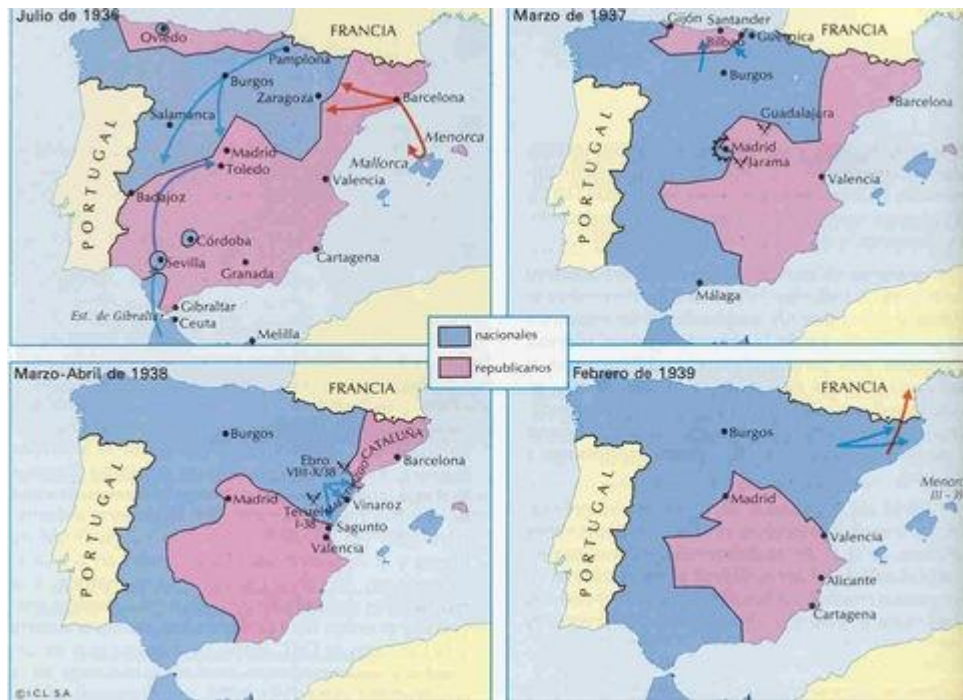 Julio de 1936
FRANCIA
Oviedo
Pamplona
Burgos
Zaragoza
Barcelona
Salamanca
Menorca
Mallorca
Madrid
Toledo
Valencia
Badajoz
PORTUGAL
Córdoba
Sevilla
Granada
Cartagena
Gibraltar
Est. de Gibraltar
Ceuta
Melilla
Marzo de 1937
Gijón
Santander
FRANCIA
Bilbao
Guernica
Burgos
Barcelona
Guadalajara
Madrid
Jarama
Valencia
PORTUGAL
Málaga
nacionales
republicanos
Marzo-Abril de 1938
FRANCIA
Burgos
CATALUÑA
Ebro
VIII-X/38
Barcelona
Madrid
Vinaroz
Teruel
I-38
Sagunto
Valencia
PORTUGAL
© I.C.L. S.A.
Febrero de 1939
FRANCIA
Burgos
Madrid
Valencia
Alicante
Cartagena
PORTUGAL